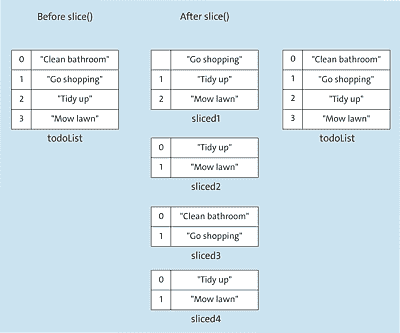 Before slice()
After slice()
0 "Clean bathroom"
1 "Go shopping"
2 "Tidy up"
3 "Mow lawn"
todoList
"Go shopping"
1 "Tidy up"
2 "Mow lawn"
sliced1
0 "Tidy up"
1 "Mow lawn"
sliced2
0 "Clean bathroom"
1 "Go shopping"
sliced3
0 "Tidy up"
1 "Mow lawn"
sliced4
0 "Clean bathroom"
1 "Go shopping"
2 "Tidy up"
3 "Mow lawn"
todoList